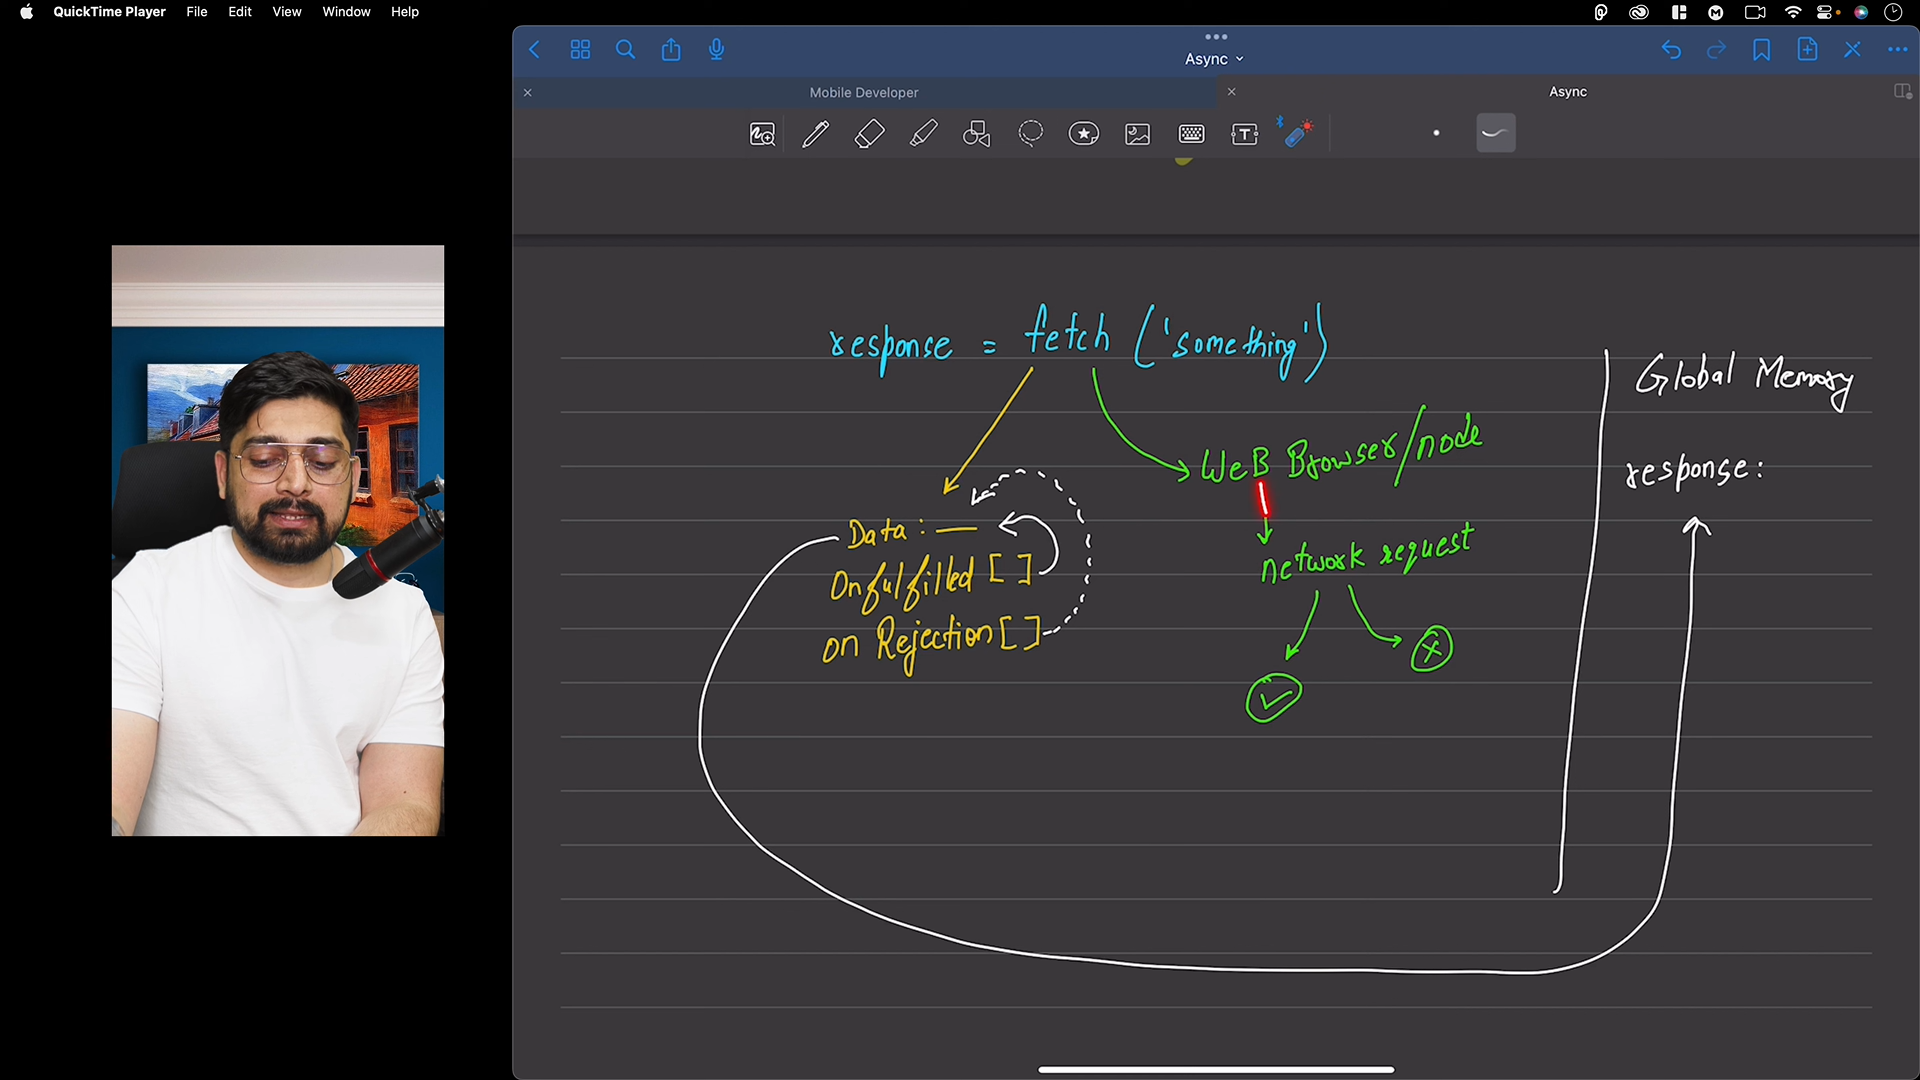 QuickTime Player File Edit View Window Help
Async
Mobile Developer
Async
response = fetch ('something')
Global Memory
WeB Browser/node
response:
Data : —
Onfulfilled [ ]
network request
on Rejection [ ]